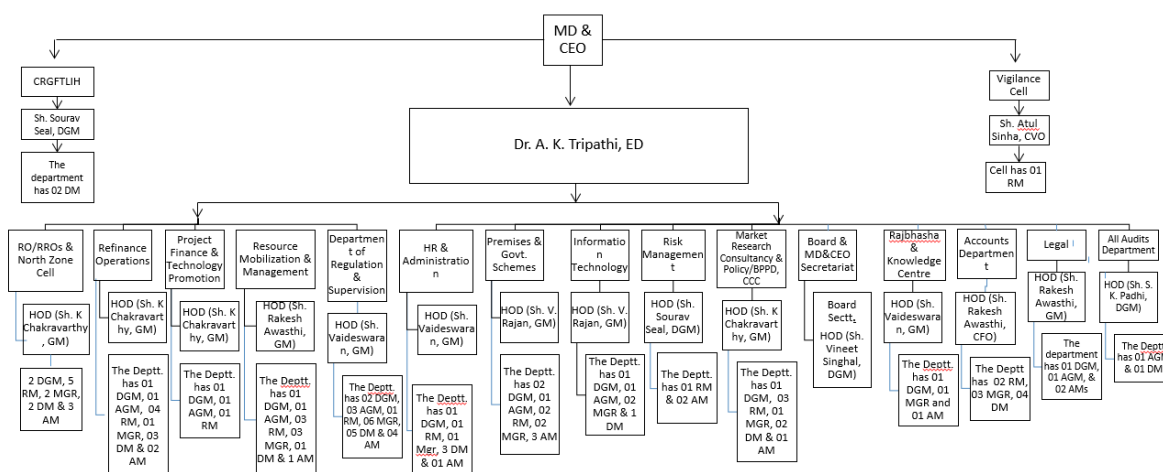 MD &
CEO
CRGFTLIH
Sh. Sourav
Seal, DGM
The
department
has 02 DM
Vigilance
Cell
Sh. Atul
Sinha, CVO
Cell has 01
RM
Dr. A. K. Tripathi, ED
RO/RROs &
North Zone
Cell
HOD (Sh. K
Chakravarthy
, GM)
2 DGM, 5
RM, 2 MGR,
2 DM & 3
AM
Refinance
Operations
HOD (Sh. K
Chakravart
hy, GM)
The Deptt.
has 01
DGM, 01
AGM, 04
RM, 01
MGR, 03
DM & 02
AM
Project
Finance &
Technology
Promotion
HOD (Sh. K
Chakravart
hy, GM)
The Deptt.
has 01
DGM, 01
AGM, 01
RM
Resource
Mobilization &
Management
HOD (Sh.
Rakesh
Awasthi, GM)
The Deptt.
has 01
DGM, 01
AGM, 03
RM, 03
MGR, 01
DM & 1 AM
Departmen
t of
Regulation
&
Supervision
HOD (Sh.
Vaideswara
n, GM)
The Deptt.
has 02 DGM,
03 AGM, 01
RM, 06 MGR,
05 DM & 04
AM
HR &
Administrati
on
HOD (Sh.
Vaideswara
n, GM)
The Deptt.
has 01
DGM, 01
RM, 01
Mgr, 3 DM
& 01 AM
Premises &
Govt.
Schemes
HOD (Sh. V.
Rajan, GM)
The Deptt.
has 02
DGM, 01
AGM, 02
RM, 02
MGR, 3 AM
Informatio
n
Technology
HOD (Sh. V.
Rajan, GM)
The Deptt.
has 01
DGM, 01
AGM, 02
MGR & 1
DM
Risk
Managemen
t
HOD (Sh.
Sourav
Seal, DGM)
The Deptt.
has 01 RM
& 02 AM
Market
Research
Consultancy &
Policy/BPPD,
CCC
HOD (Sh. K
Chakravart
hy, GM)
The Deptt.
has 01
DGM, 03
RM, 01
MGR, 02
DM & 01
AM
Board &
MD&CEO
Secretariat
Board
Sectt.
HOD (Sh.
Vineet
Singhal,
DGM)
Rajbhasha
& Knowledge
Centre
HOD (Sh.
Vaideswara
n, GM)
The Deptt.
has 01
DGM, 01
MGR and
01 AM
Accounts
Departmen
t
HOD (Sh.
Rakesh
Awasthi,
CFO)
The Deptt
has 02 RM,
03 MGR, 04
DM
Legal
HOD (Sh.
Rakesh
Awasthi,
GM)
The
department
has 01 DGM,
01 AGM, &
02 AMs
All Audits
Department
HOD (Sh. S.
K. Padhi,
DGM)
The Deptt.
has 01 AGM
& 01 DM